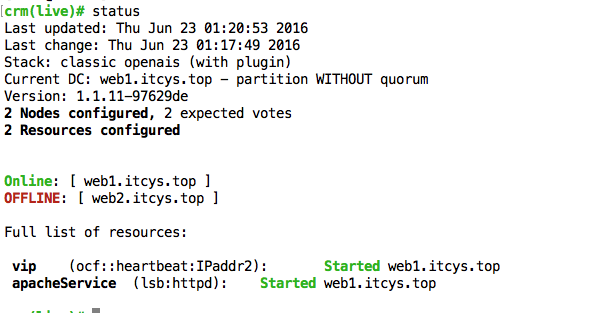 crm(live)# status
Last updated: Thu Jun 23 01:20:53 2016
Last change: Thu Jun 23 01:17:49 2016
Stack: classic openais (with plugin)
Current DC: web1.itcys.top - partition WITHOUT quorum
Version: 1.1.11-97629de
2 Nodes configured, 2 expected votes
2 Resources configured
Online: [ web1.itcys.top ]
OFFLINE: [ web2.itcys.top ]
Full list of resources:
vip (ocf::heartbeat:IPaddr2): Started web1.itcys.top
apacheService (lsb:httpd): Started web1.itcys.top